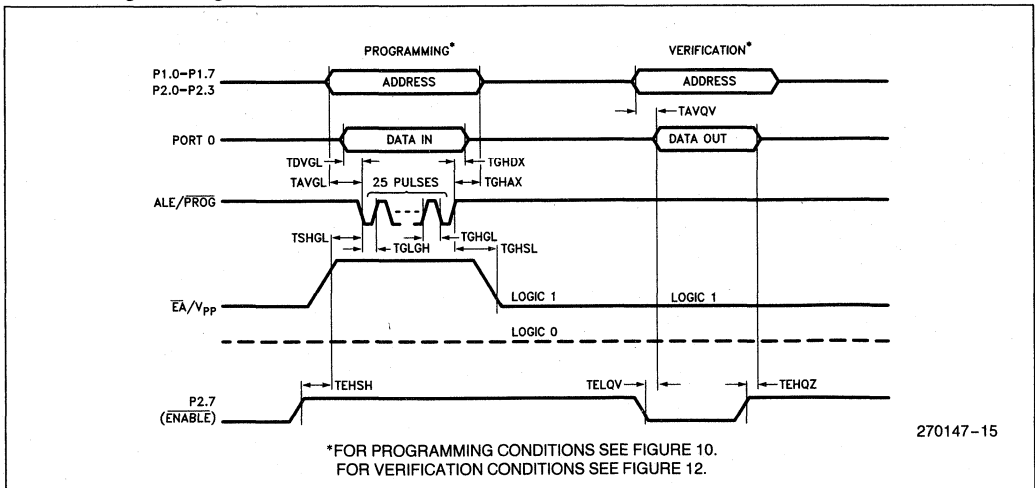 PROGRAMMING* VERIFICATION*
P1.0–P1.7
P2.0–P2.3
ADDRESS ADDRESS
TAVQV
PORT 0 DATA IN DATA OUT
TDVGL TGHDX
TAVGL 25 PULSES TGHAX
ALE/PROG
TSHGL TGHGL
TGLGH TGHSL
EA/VPP LOGIC 1 LOGIC 1
LOGIC 0
TEHSH TELQV TEHQZ
P2.7
(ENABLE)
270147–15
*FOR PROGRAMMING CONDITIONS SEE FIGURE 10.
FOR VERIFICATION CONDITIONS SEE FIGURE 12.